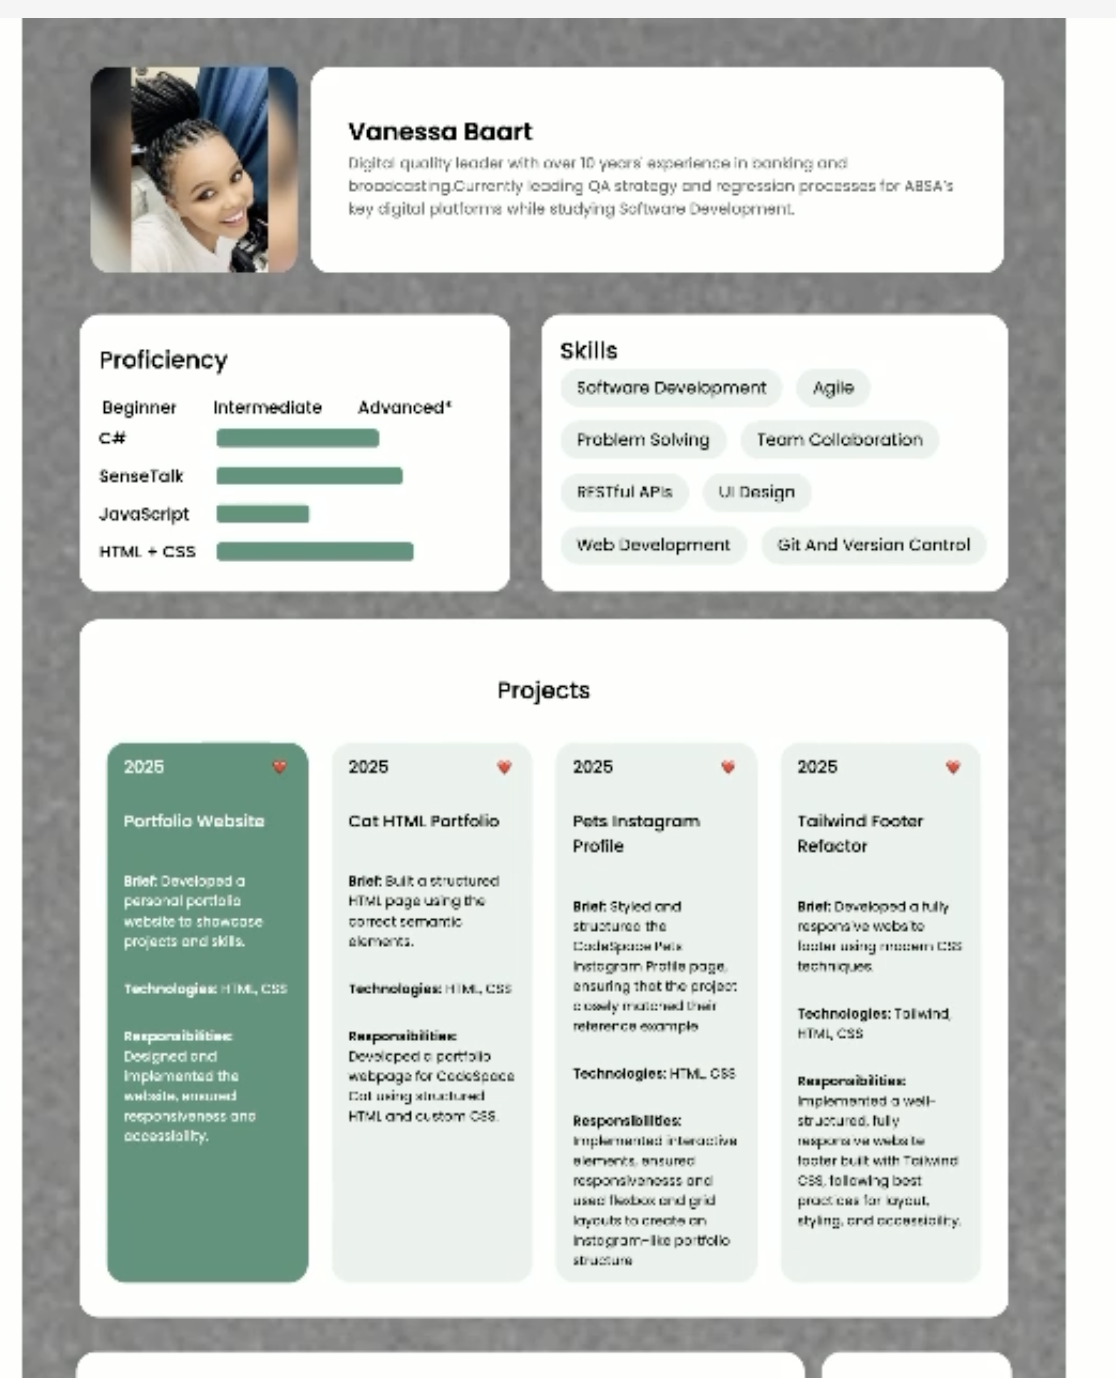 Vanessa Baart
Digital quality leader with over 10 years' experience in banking and
broadcasting.Currently leading QA strategy and regression processes for ABSA's
key digital platforms while studying Software Development.
Proficiency
Beginner Intermediate Advanced*
C#
SenseTalk
JavaScript
HTML + CSS
Skills
Software Development Agile
Problem Solving Team Collaboration
RESTful APIs UI Design
Web Development Git And Version Control
Projects
2025
Portfolio Website
Brief: Developed a
personal portfolio
website to showcase
projects and skills.
Technologies: HTML, CSS
Responsibilities:
Designed and
implemented the
website, ensured
responsiveness and
accessibility.
2025
Cat HTML Portfolio
Brief: Built a structured
HTML page using the
correct semantic
elements.
Technologies: HTML, CSS
Responsibilities:
Developed a portfolio
webpage for CodeSpace
Cat using structured
HTML and custom CSS.
2025
Pets Instagram
Profile
Brief: Styled and
structured the
CodeSpace Pets
Instagram Profile page,
ensuring that the project
closely matched their
reference example
Technologies: HTML, CSS
Responsibilities:
Implemented interactive
elements, ensured
responsivenesss and
used flexbox and grid
layouts to create an
Instagram-like portfolio
structure
2025
Tailwind Footer
Refactor
Brief: Developed a fully
responsive website
footer using modern CSS
techniques.
Technologies: Tailwind,
HTML, CSS
Responsibilities:
Implemented a well-
structured, fully
responsive website
footer built with Tailwind
CSS, following best
practices for layout,
styling, and accessibility.